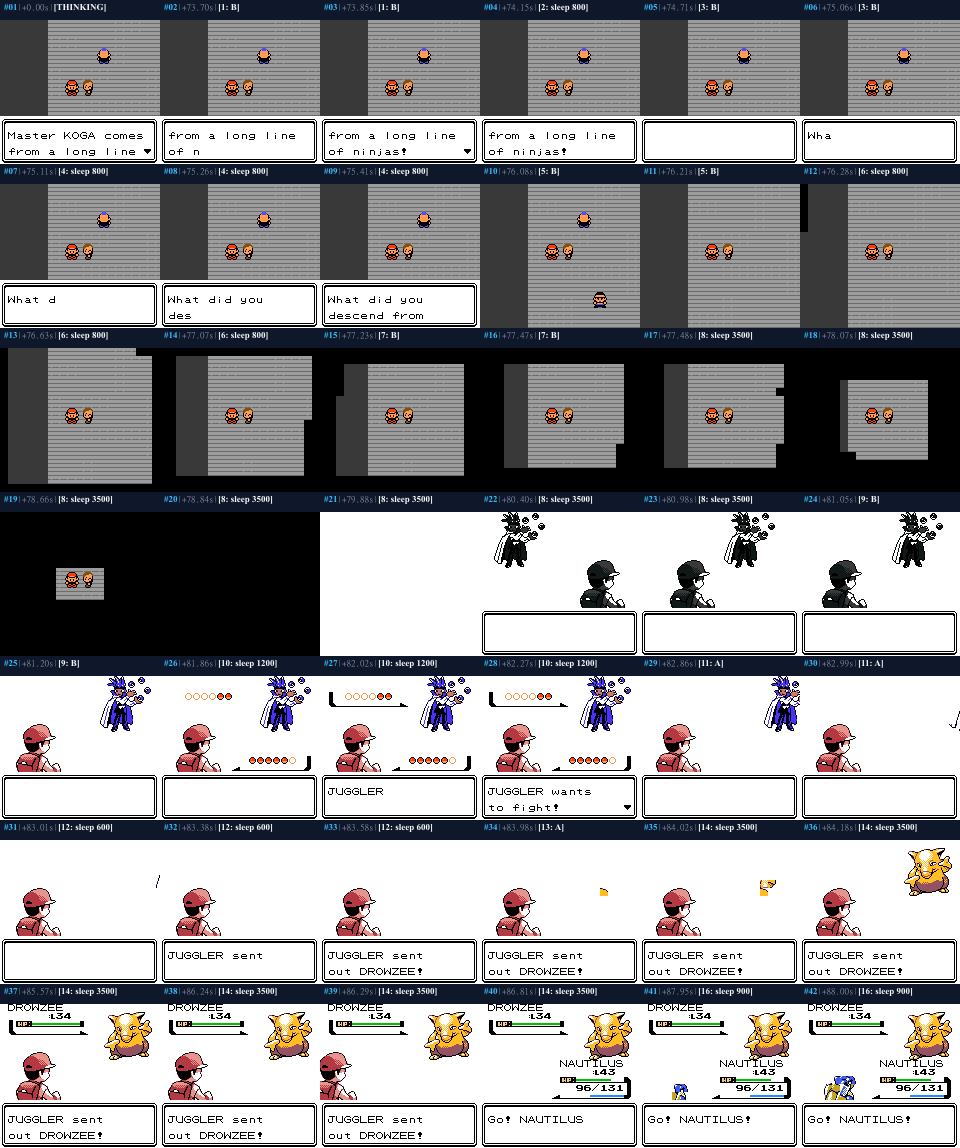 #01|+0.00s|[THINKING]
#02|+73.70s|[1: B]
#03|+73.85s|[1: B]
#04|+74.15s|[2: sleep 800]
#05|+74.71s|[3: B]
#06|+75.06s|[3: B]
Master KOGA comes
from a long line
from a long line
of n
from a long line
of ninjas!
from a long line
of ninjas!
Wha
#07|+75.11s|[4: sleep 800]
#08|+75.26s|[4: sleep 800]
#09|+75.41s|[4: sleep 800]
#10|+76.08s|[5: B]
#11|+76.21s|[5: B]
#12|+76.28s|[6: sleep 800]
What d
What did you
des
What did you
descend from
#13|+76.63s|[6: sleep 800]
#14|+77.07s|[6: sleep 800]
#15|+77.23s|[7: B]
#16|+77.47s|[7: B]
#17|+77.48s|[8: sleep 3500]
#18|+78.07s|[8: sleep 3500]
#19|+78.66s|[8: sleep 3500]
#20|+78.84s|[8: sleep 3500]
#21|+79.88s|[8: sleep 3500]
#22|+80.40s|[8: sleep 3500]
#23|+80.98s|[8: sleep 3500]
#24|+81.05s|[9: B]
#25|+81.20s|[9: B]
#26|+81.86s|[10: sleep 1200]
#27|+82.02s|[10: sleep 1200]
#28|+82.27s|[10: sleep 1200]
#29|+82.86s|[11: A]
#30|+82.99s|[11: A]
JUGGLER
JUGGLER wants
to fight!
#31|+83.01s|[12: sleep 600]
#32|+83.38s|[12: sleep 600]
#33|+83.58s|[12: sleep 600]
#34|+83.98s|[13: A]
#35|+84.02s|[14: sleep 3500]
#36|+84.18s|[14: sleep 3500]
JUGGLER sent
JUGGLER sent
out DROWZEE!
JUGGLER sent
out DROWZEE!
JUGGLER sent
out DROWZEE!
JUGGLER sent
out DROWZEE!
#37|+85.57s|[14: sleep 3500]
#38|+86.24s|[14: sleep 3500]
#39|+86.29s|[14: sleep 3500]
#40|+86.81s|[14: sleep 3500]
#41|+87.95s|[16: sleep 900]
#42|+88.00s|[16: sleep 900]
DROWZEE
:L34
HP:
JUGGLER sent
out DROWZEE!
DROWZEE
:L34
HP:
JUGGLER sent
out DROWZEE!
DROWZEE
:L34
HP:
JUGGLER sent
out DROWZEE!
DROWZEE
:L34
HP:
NAUTILUS
:L43
HP:
96/131
Go! NAUTILUS
DROWZEE
:L34
HP:
NAUTILUS
:L43
HP:
96/131
Go! NAUTILUS!
DROWZEE
:L34
HP:
NAUTILUS
:L43
HP:
96/131
Go! NAUTILUS!